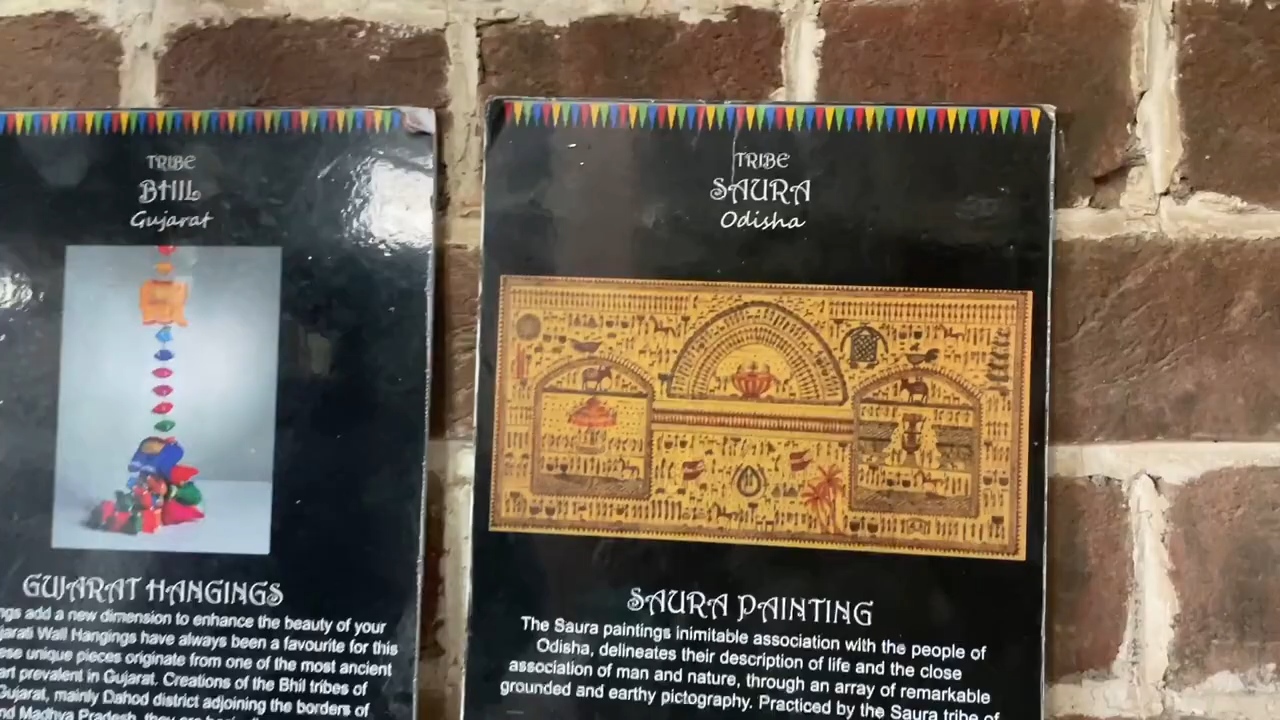 TRIBE
BHIL
Gujarat
GUJARAT HANGINGS
add a new dimension to enhance the beauty of your
Wall Hangings have always been a favourite for this
unique pieces originate from one of the most ancient
art prevalent in Gujarat. Creations of the Bhil tribes of
Gujarat, mainly Dahod district adjoining the borders of
Madhya Pradesh, they are
TRIBE
SAURA
Odisha
SAURA PAINTING
The Saura paintings inimitable association with the people of
Odisha, delineates their description of life and the close
association of man and nature, through an array of remarkable
grounded and earthy pictography. Practiced by the Saura tribe of